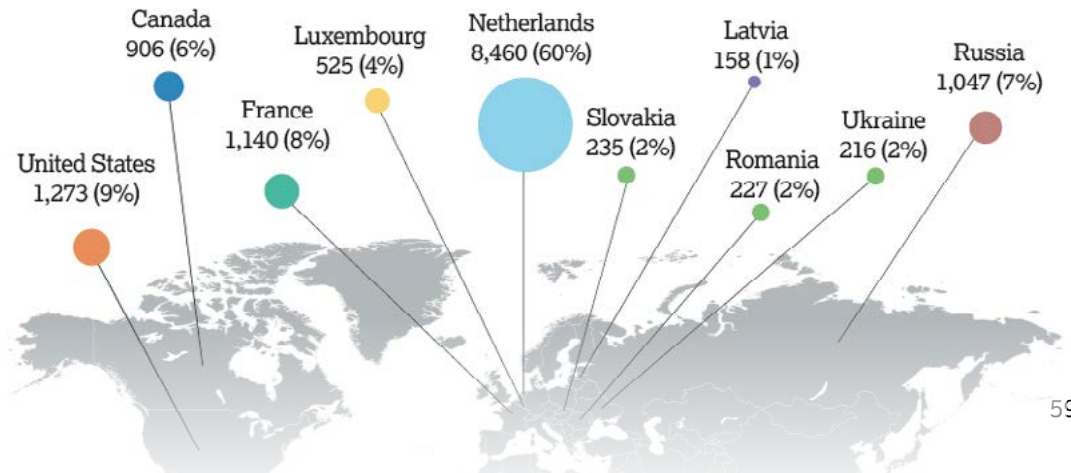 Canada
906 (6%)
Luxembourg
525 (4%)
Netherlands
8,460 (60%)
Latvia
158 (1%)
Russia
1,047 (7%)
France
1,140 (8%)
Slovakia
235 (2%)
Ukraine
216 (2%)
United States
1,273 (9%)
Romania
227 (2%)
59